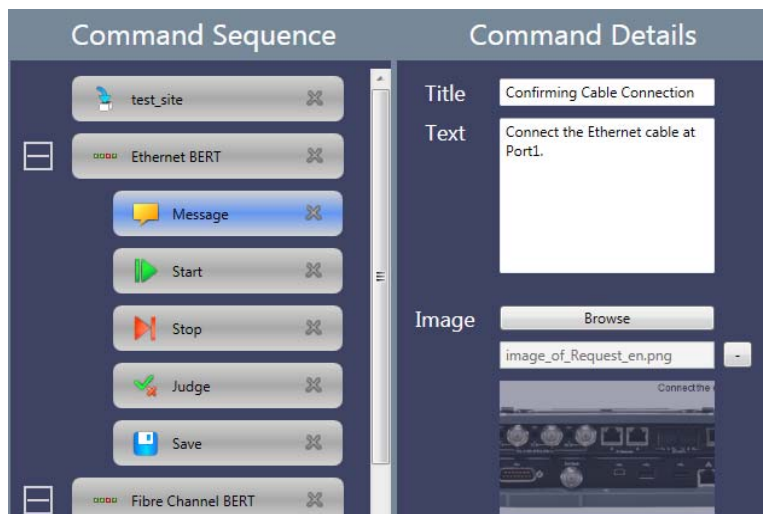 Command Sequence
Command Details
test_site
Ethernet BERT
Message
Start
Stop
Judge
Save
Fibre Channel BERT
Title
Confirming Cable Connection
Text
Connect the Ethernet cable at
Port1.
Image
Browse
image_of_Request_en.png
-
Connect the